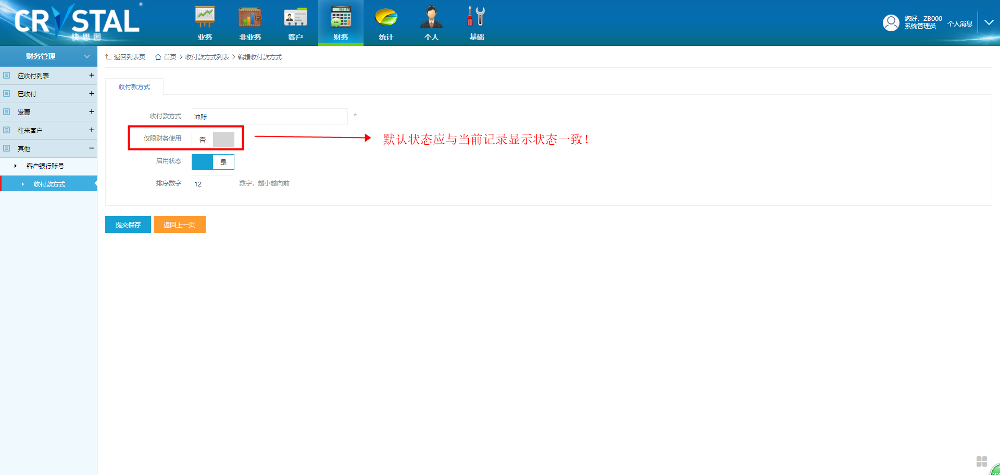 CRYSTAL®
快思图
业务
非业务
客户
财务
统计
个人
基础
您好，ZB000
系统管理员
个人消息
财务管理
返回列表页 首页 > 收付款方式列表 > 编辑收付款方式
应收付列表 +
已收付 +
发票 +
往来客户 +
其他 −
客户银行账号
收付款方式
收付款方式
收付款方式 冲账 *
仅限财务使用 否
默认状态应与当前记录显示状态一致!
启用状态 是
排序数字 12 数字，越小越向前
提交保存 返回上一页